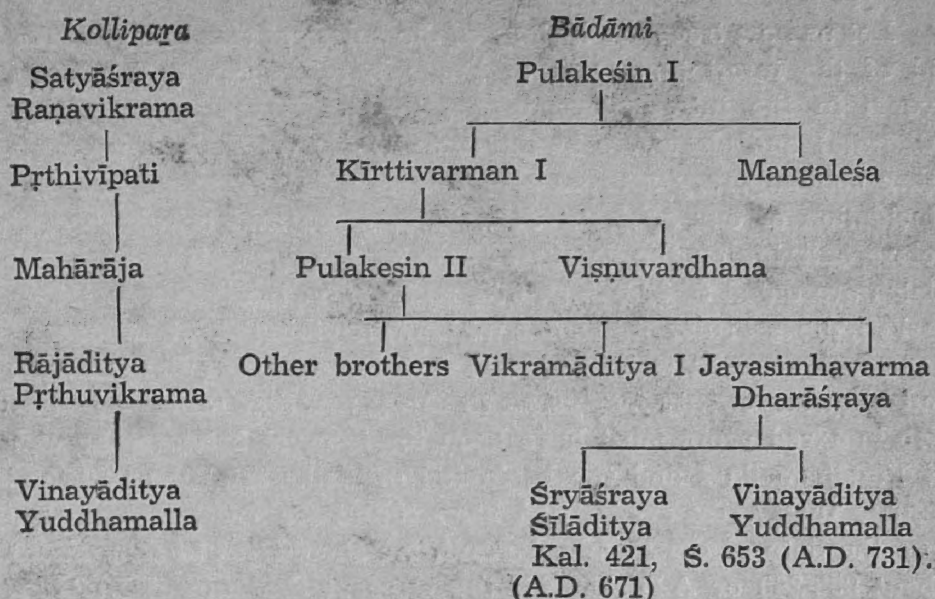 Kollipaṟa Bādāmi
Satyāśraya
Raṇavikrama
Pulakeśin I
Pṛthivīpati Kīrttivarman I Mangaleśa
Mahārāja Pulakeṣin II Viṣṇuvardhana
Rājāditya Other brothers Vikramāditya I Jayasimhavarma
Pṛthuvikrama Dharāśraya
Vinayāditya Śryāśraya Vinayāditya
Yuddhamalla Śīlāditya Yuddhamalla
Kal. 421, Ś. 653 (A.D. 731).
(A.D. 671)